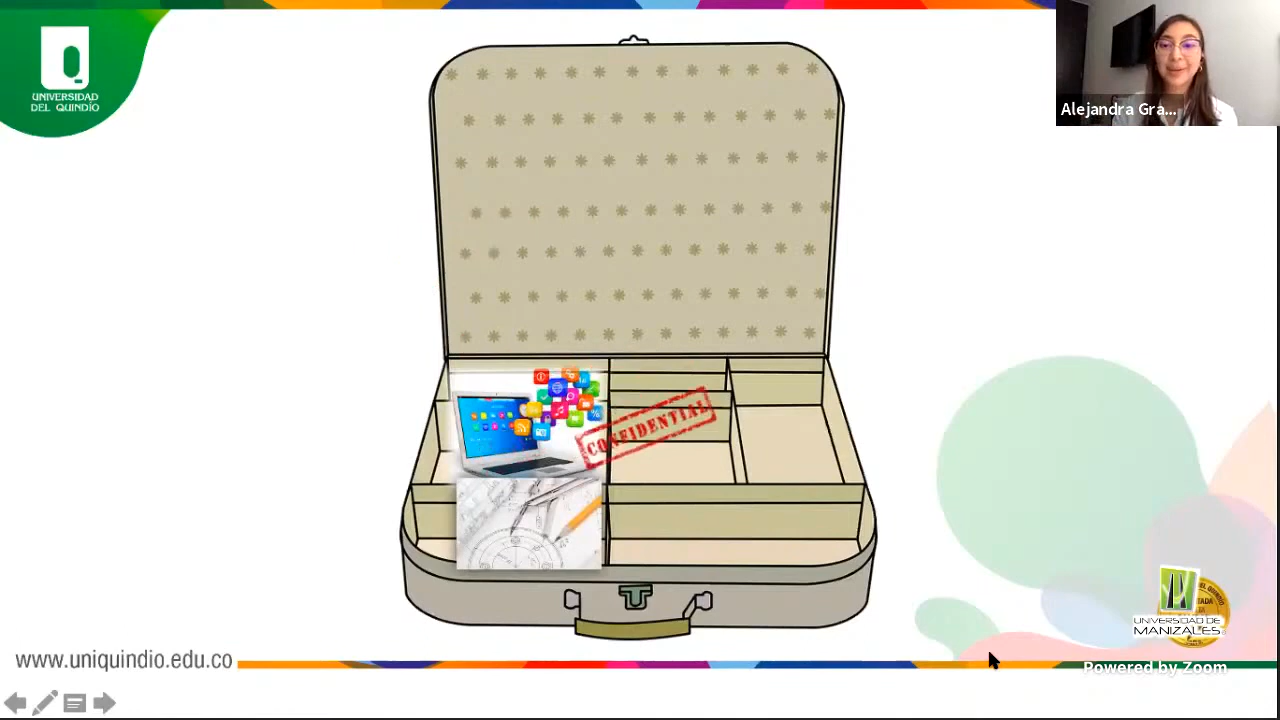 UNIVERSIDAD
DEL QUINDÍO
Alejandra Gra...
CONFIDENTIAL
UNIVERSIDAD DE
MANIZALES
www.uniquindio.edu.co
Powered by Zoom